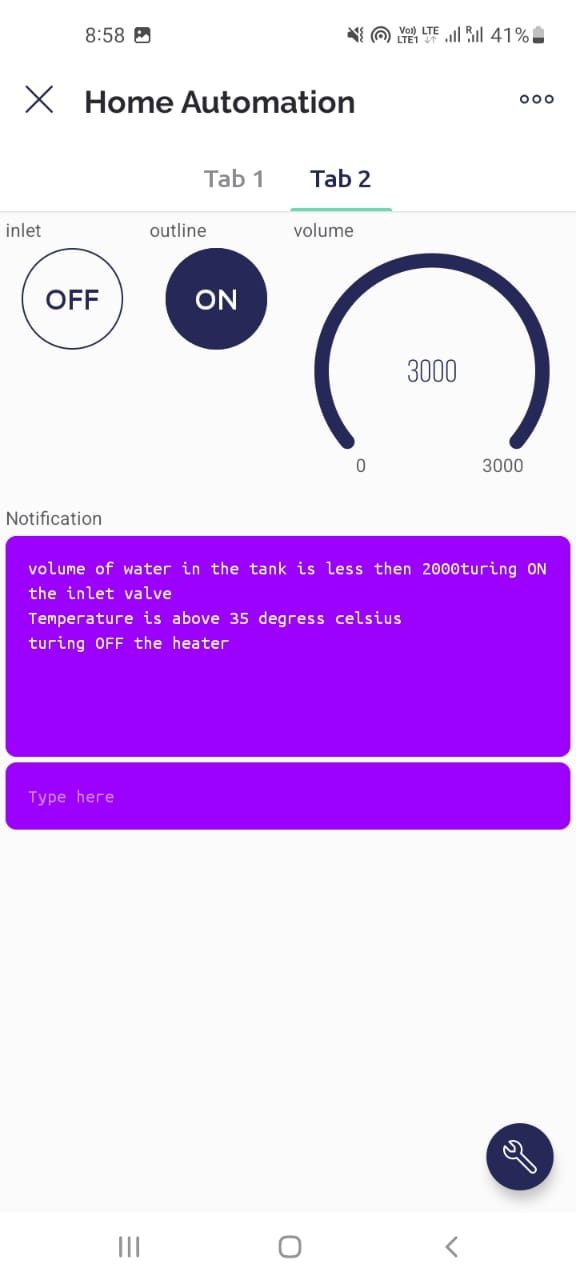 8:58 Vo)) LTE LTE1 R 41%
Home Automation
Tab 1 Tab 2
inlet outline volume
OFF ON
3000
0 3000
Notification
volume of water in the tank is less then 2000turing ON
the inlet valve
Temperature is above 35 degress celsius
turing OFF the heater
Type here